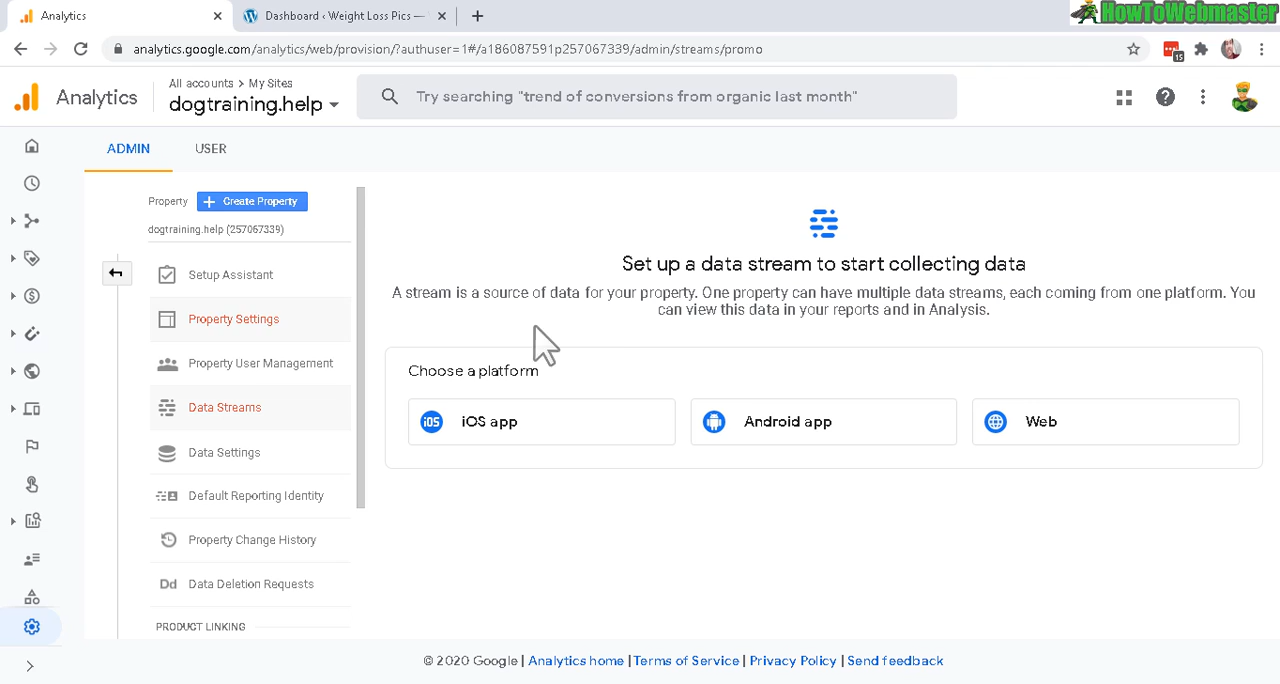 Analytics
Dashboard ‹ Weight Loss Pics —
HowToWebmaster
analytics.google.com/analytics/web/provision/?authuser=1#/a186087591p257067339/admin/streams/promo
15
Analytics
All accounts > My Sites
dogtraining.help
Try searching "trend of conversions from organic last month"
ADMIN
USER
Property
Create Property
dogtraining.help (257067339)
Setup Assistant
Property Settings
Property User Management
Data Streams
Data Settings
Default Reporting Identity
Property Change History
Dd Data Deletion Requests
PRODUCT LINKING
Set up a data stream to start collecting data
A stream is a source of data for your property. One property can have multiple data streams, each coming from one platform. You
can view this data in your reports and in Analysis.
Choose a platform
iOS iOS app
Android app
Web
© 2020 Google | Analytics home | Terms of Service | Privacy Policy | Send feedback